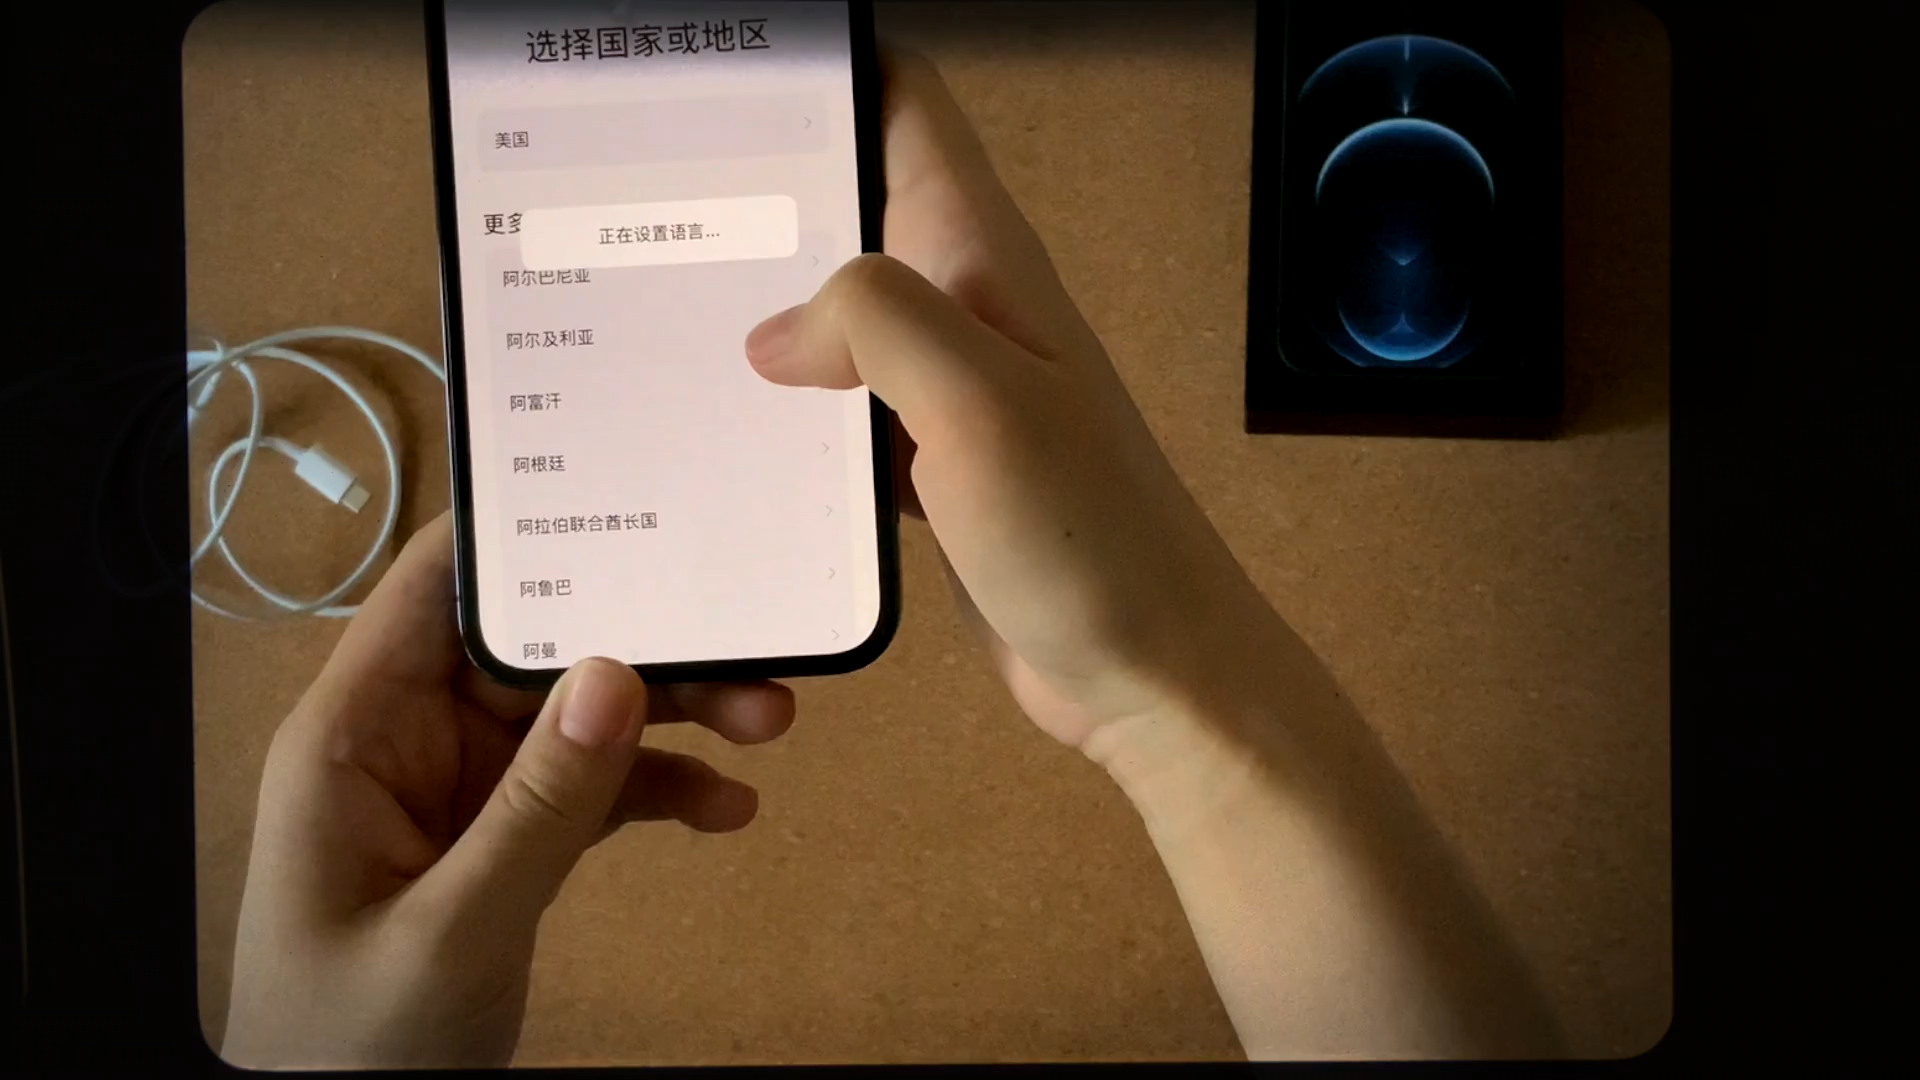 选择国家或地区
美国
更多
正在设置语言...
阿尔巴尼亚
阿尔及利亚
阿富汗
阿根廷
阿拉伯联合酋长国
阿鲁巴
阿曼